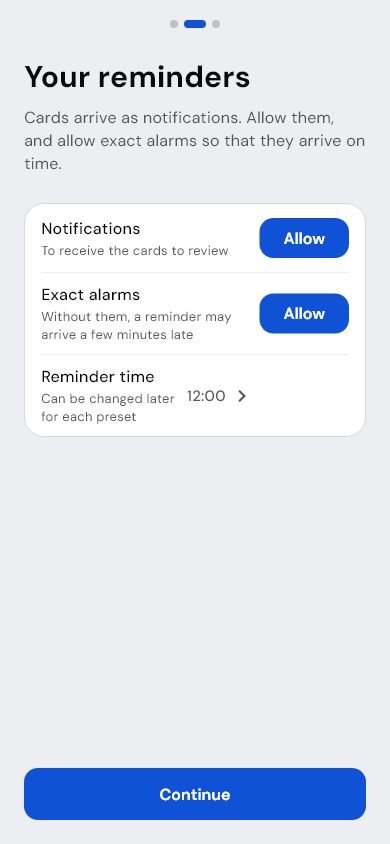 Your reminders
Cards arrive as notifications. Allow them,
and allow exact alarms so that they arrive on
time.
Notifications
To receive the cards to review
Allow
Exact alarms
Without them, a reminder may
arrive a few minutes late
Allow
Reminder time
Can be changed later
for each preset
12:00
Continue